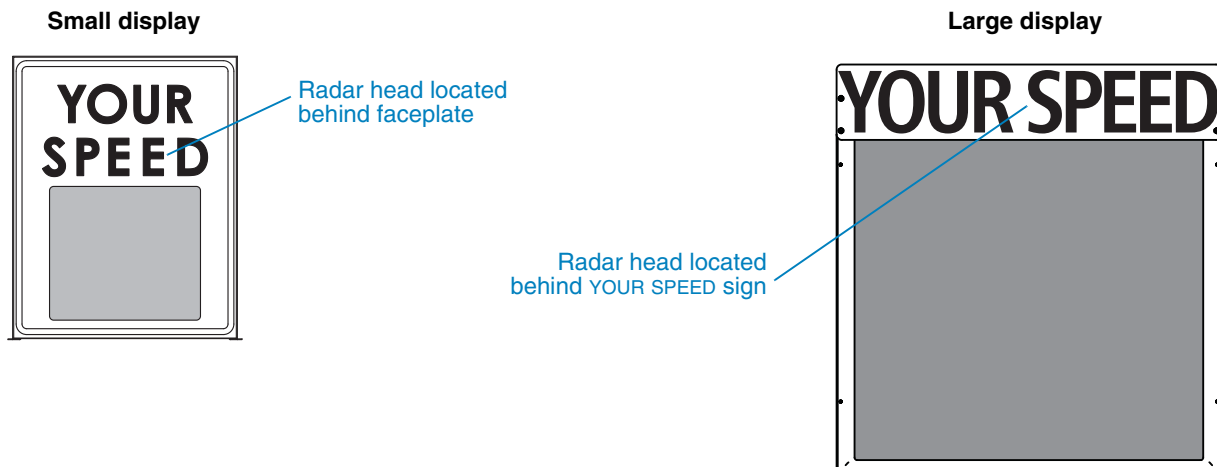 Small display
YOUR
SPEED
Radar head located
behind faceplate
Large display
YOUR SPEED
Radar head located
behind YOUR SPEED sign